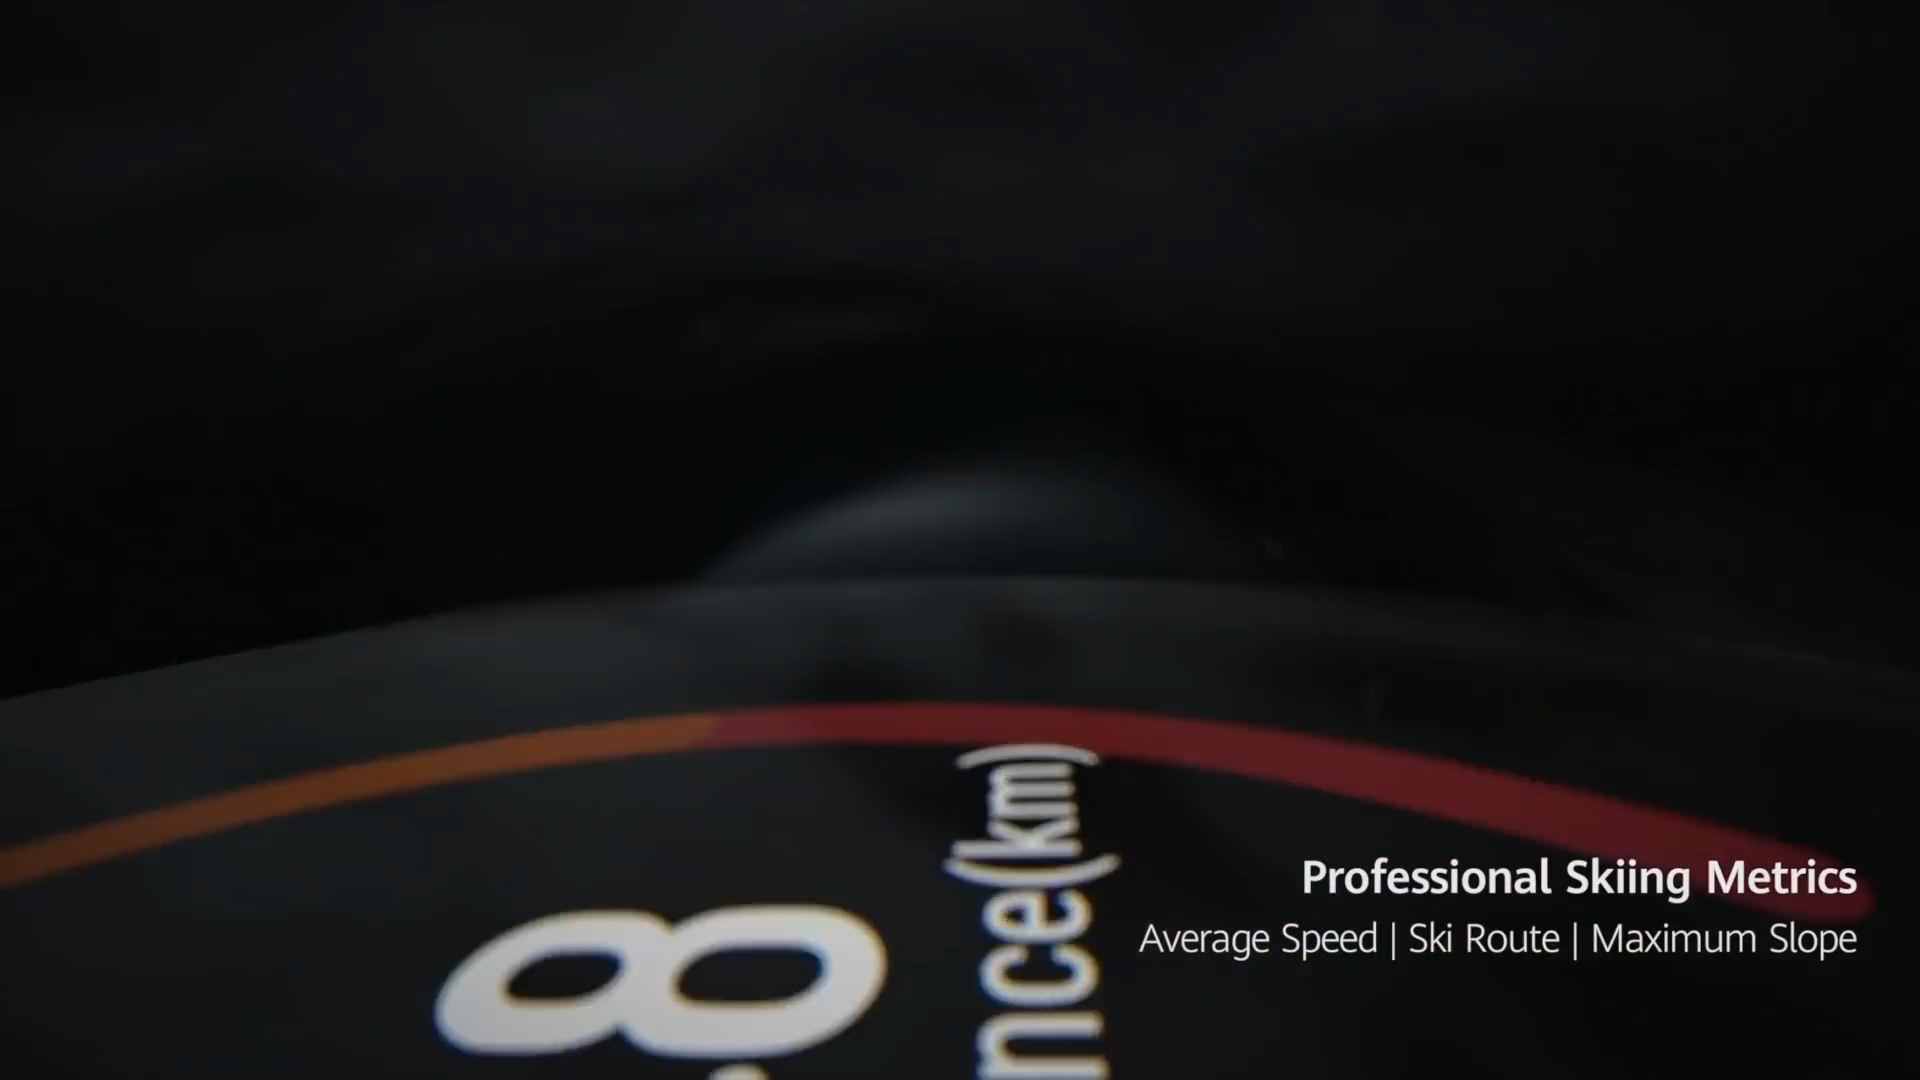 Professional Skiing Metrics
Average Speed | Ski Route | Maximum Slope
8
nce(km)